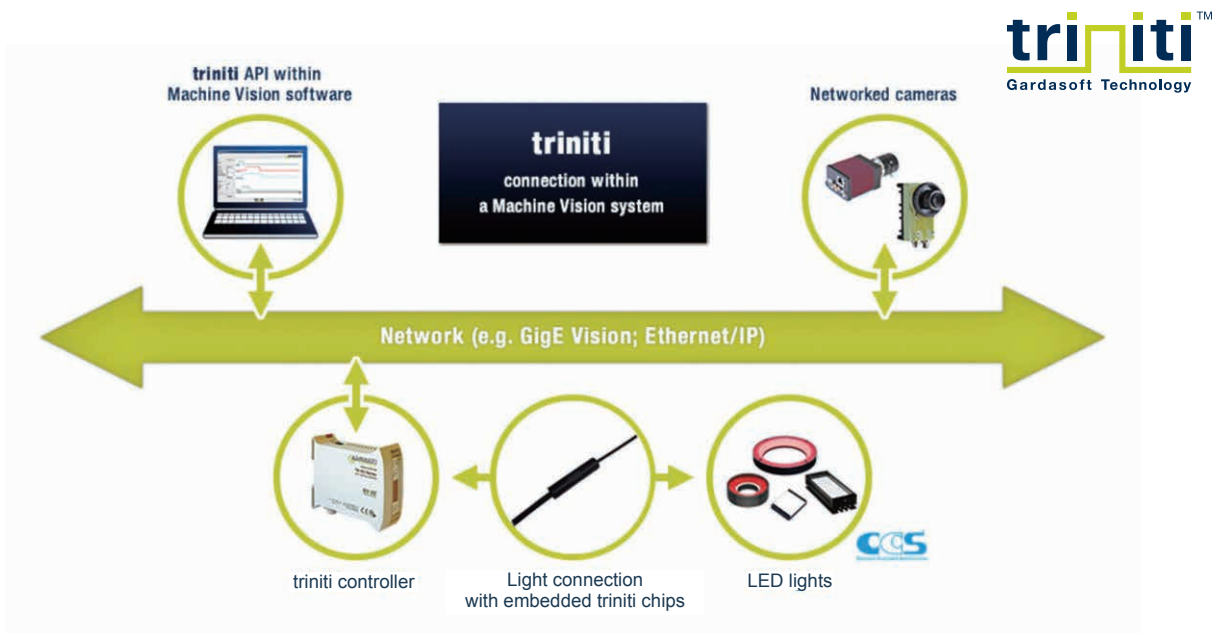 triniti TM
Gardasoft Technology
triniti API within
Machine Vision software
triniti
connection within
a Machine Vision system
Networked cameras
Network (e.g. GigE Vision; Ethernet/IP)
triniti controller
Light connection
with embedded triniti chips
LED lights
CCS